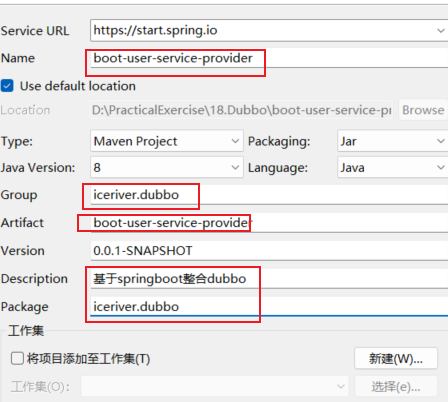 Service URL https://start.spring.io
Name boot-user-service-provider
Use default location
Location D:\PracticalExercise\18.Dubbo\boot-user-service-pr Browse
Type: Maven Project Packaging: Jar
Java Version: 8 Language: Java
Group iceriver.dubbo
Artifact boot-user-service-provider
Version 0.0.1-SNAPSHOT
Description 基于springboot整合dubbo
Package iceriver.dubbo
工作集
将项目添加至工作集(T) 新建(W)...
工作集(O): 选择(e)...